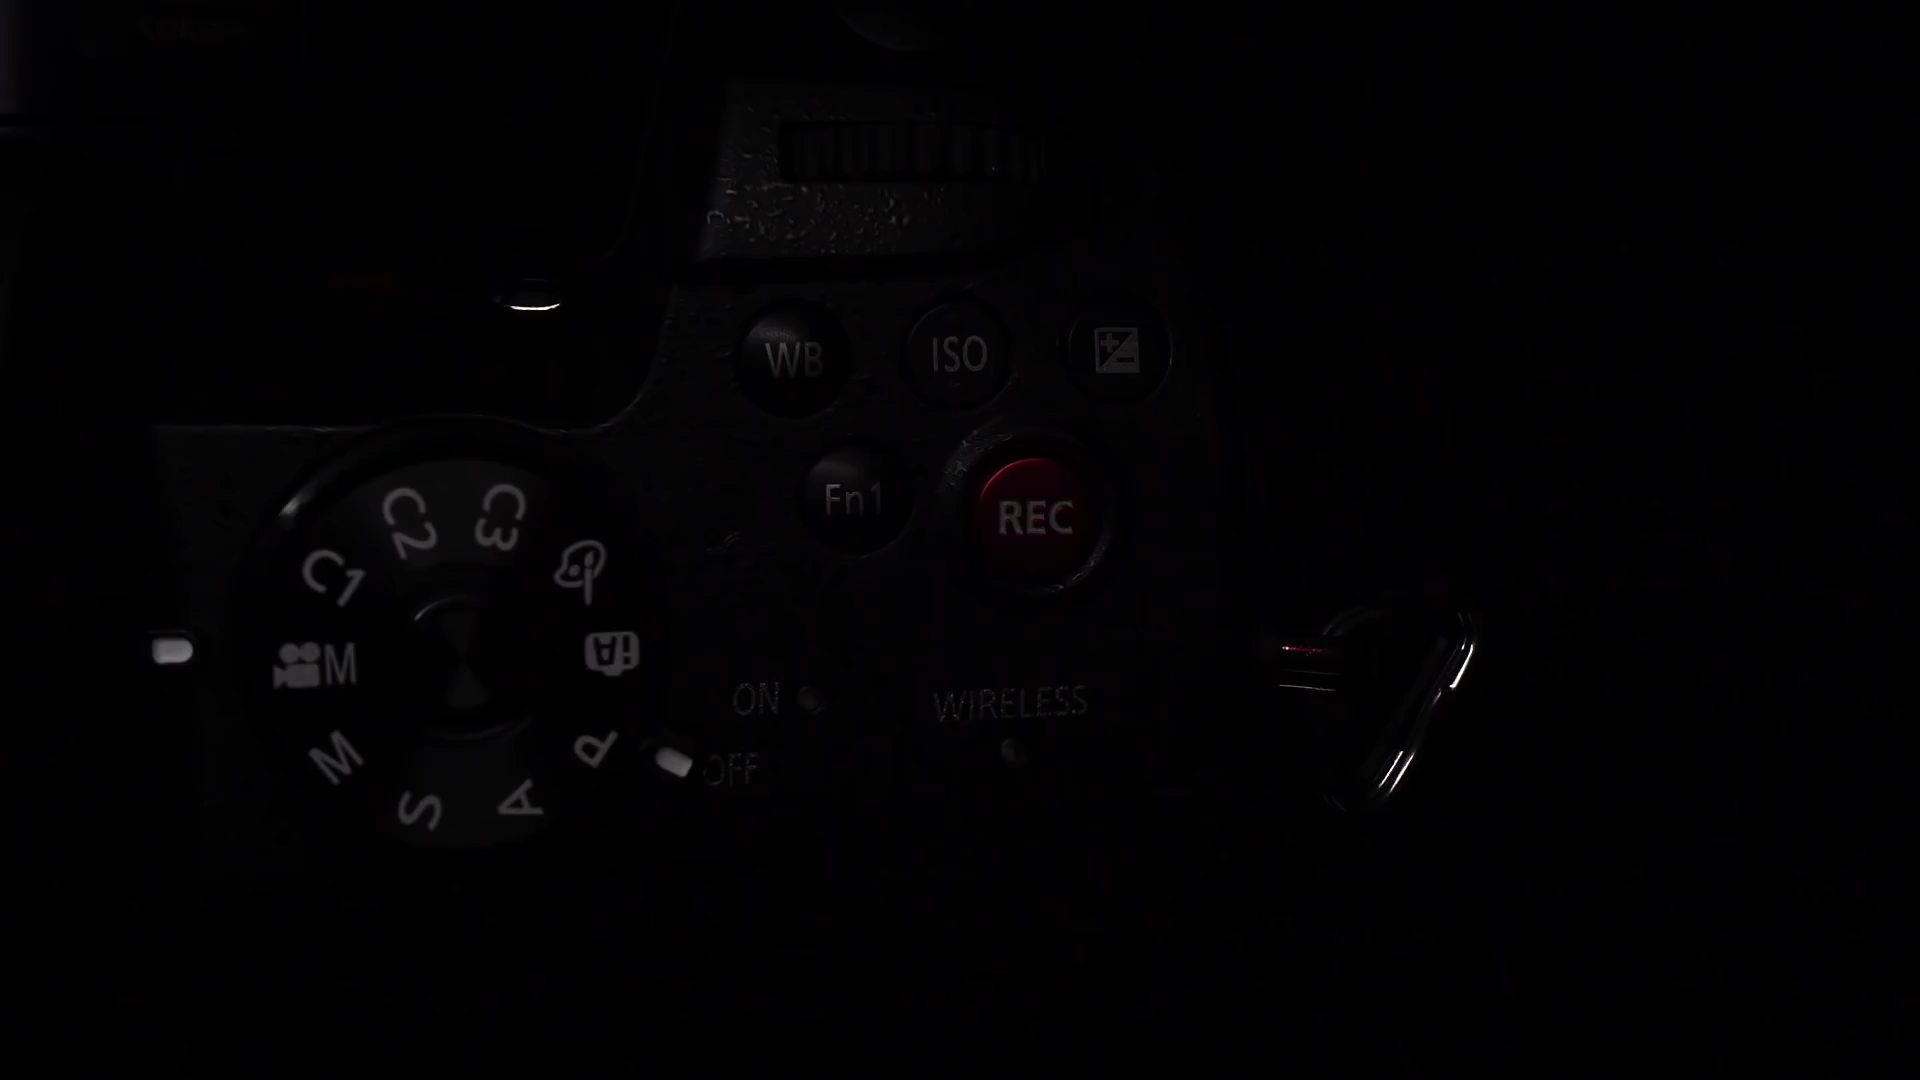 WB ISO
Fn1 REC
C2 C3
C1
M iA
M P
S A
ON WIRELESS
OFF